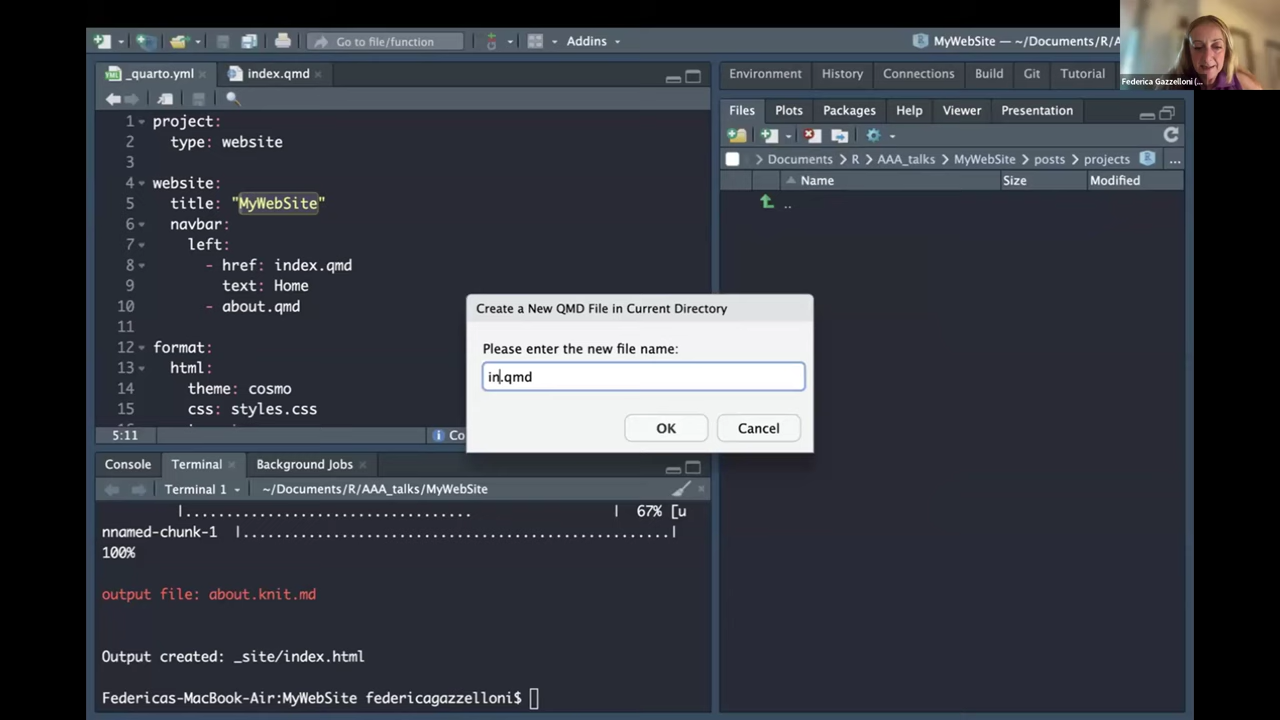 Go to file/function
Addins
MyWebSite — ~/Documents/R/A
Federica Gazzelloni (...
_quarto.yml
index.qmd
1 project:
2 type: website
3
4 website:
5 title: "MyWebSite"
6 navbar:
7 left:
8 - href: index.qmd
9 text: Home
10 - about.qmd
11
12 format:
13 html:
14 theme: cosmo
15 css: styles.css
5:11
Co
Environment History Connections Build Git Tutorial
Files Plots Packages Help Viewer Presentation
Documents > R > AAA_talks > MyWebSite > posts > projects ...
Name Size Modified
..
Create a New QMD File in Current Directory
Please enter the new file name:
in.qmd
OK Cancel
Console Terminal Background Jobs
Terminal 1 ~/Documents/R/AAA_talks/MyWebSite
|.................................. | 67% [u
nnamed-chunk-1 |..................................................|
100%
output file: about.knit.md
Output created: _site/index.html
Federicas-MacBook-Air:MyWebSite federicagazzelloni$